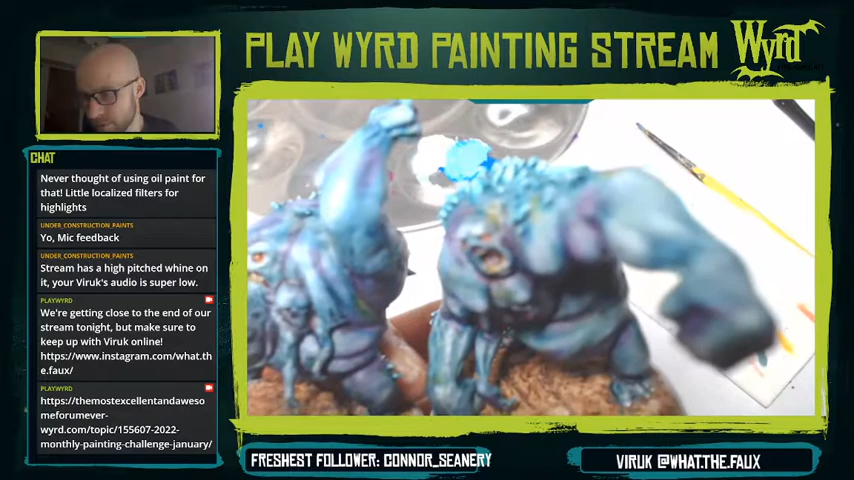 PLAY WYRD PAINTING STREAM
Wyrd
CHAT
Never thought of using oil paint for
that! Little localized filters for
highlights
UNDER_CONSTRUCTION_PAINTS
Yo, Mic feedback
UNDER_CONSTRUCTION_PAINTS
Stream has a high pitched whine on
it, your Viruk's audio is super low.
PLAYWYRD
We're getting close to the end of our
stream tonight, but make sure to
keep up with Viruk online!
https://www.instagram.com/what.th
e.faux/
PLAYWYRD
https://themostexcellentandaweso
meforumever-
wyrd.com/topic/155607-2022-
monthly-painting-challenge-january/
FRESHEST FOLLOWER: CONNOR_SEANERY
VIRUK @WHAT.THE.FAUX